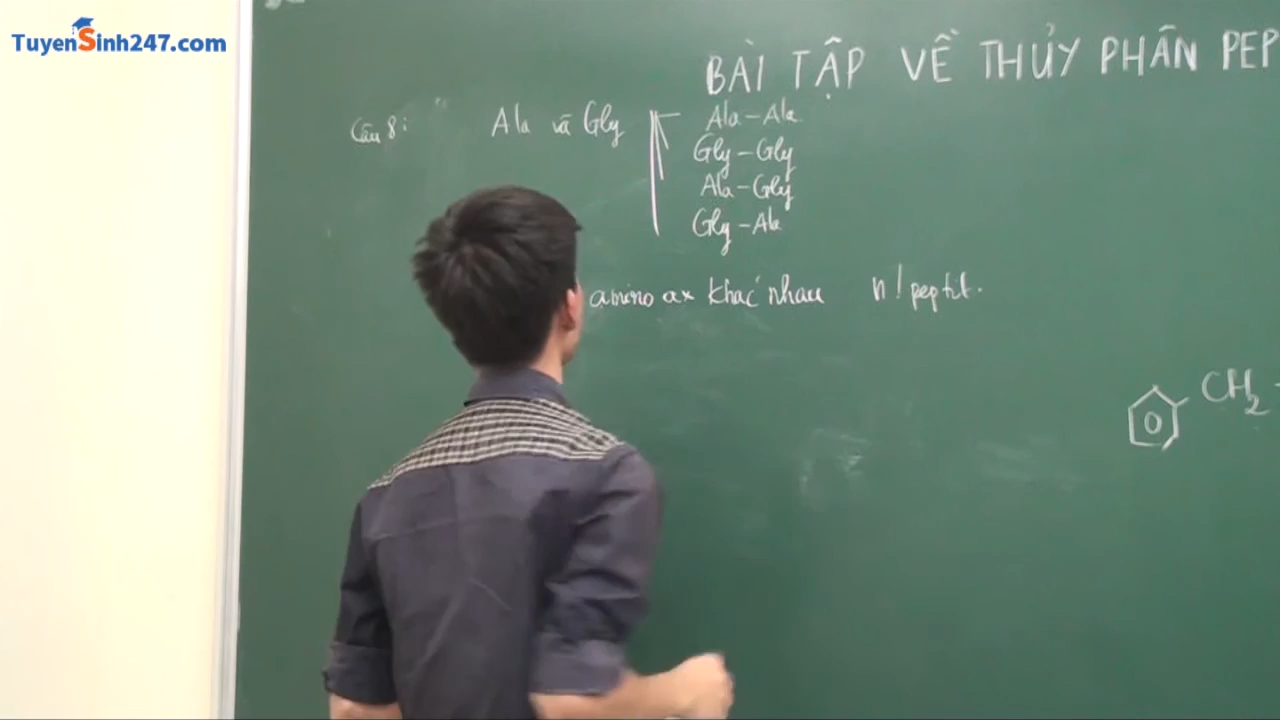 TuyenSinh247.com
BÀI TẬP VỀ THỦY PHÂN PEP
Câu 8: Ala và Gly
Ala-Ala
Gly-Gly
Ala-Gly
Gly-Ala
amino ax khác nhau n! peptit.
CH2